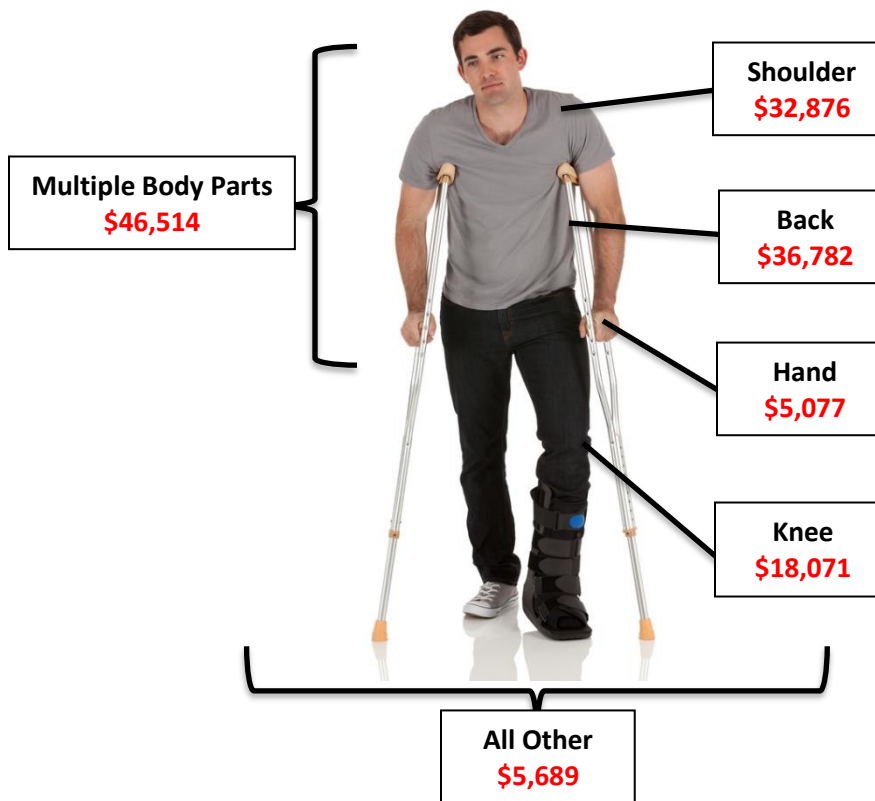 Shoulder
$32,876
Multiple Body Parts
$46,514
Back
$36,782
Hand
$5,077
Knee
$18,071
All Other
$5,689